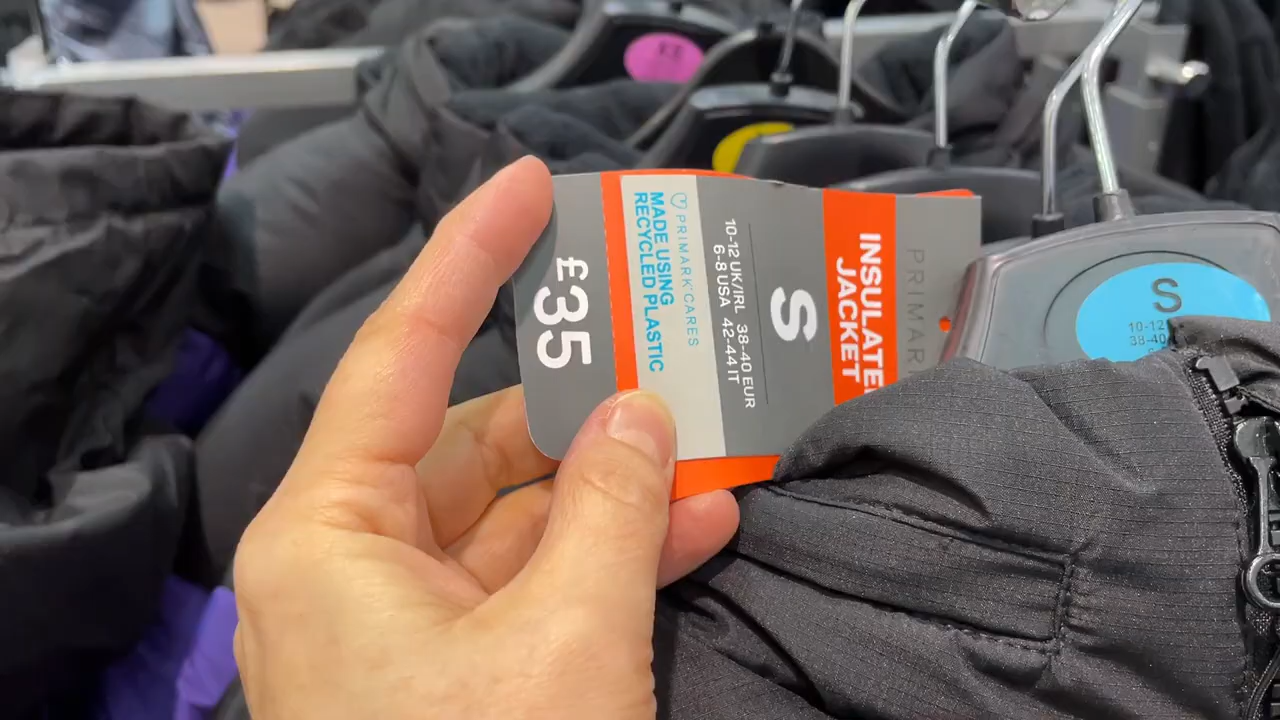 PRIMAR
INSULATE
JACKET
S
10-12 UK/IRL 38-40 EUR
6-8 USA 42-44 IT
PRIMARK CARES
MADE USING
RECYCLED PLASTIC
£35
S
10-12
38-40